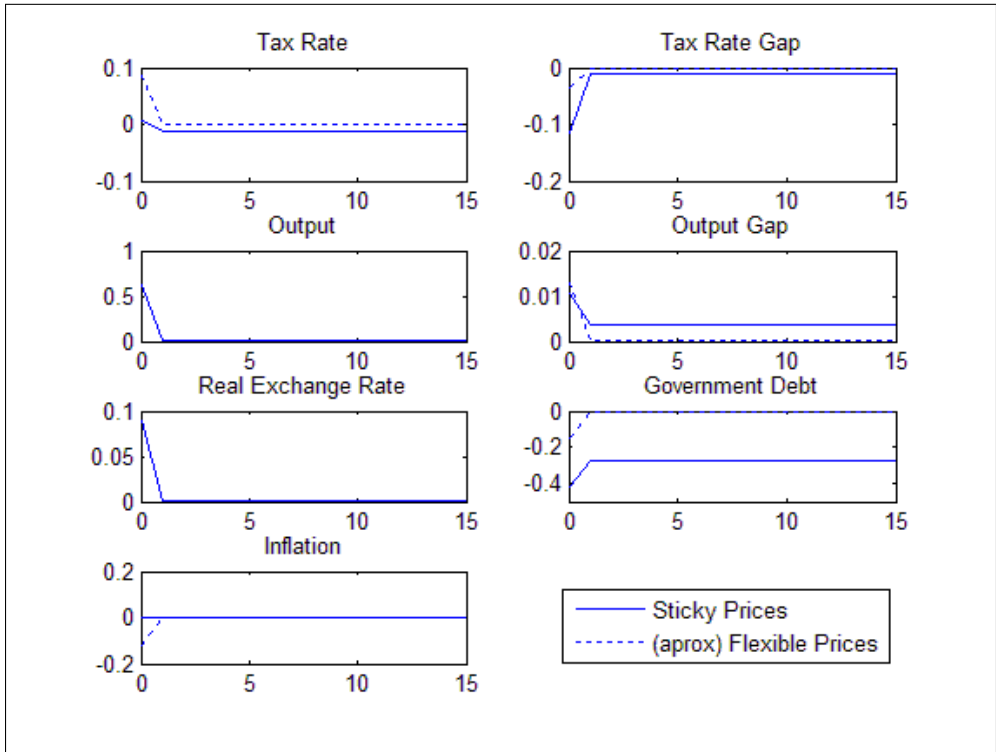 Tax Rate
0.1
0
-0.1
0 5 10 15
Tax Rate Gap
0
-0.1
-0.2
0 5 10 15
Output
1
0.5
0
0 5 10 15
Output Gap
0.02
0.01
0
0 5 10 15
Real Exchange Rate
0.1
0.05
0
0 5 10 15
Government Debt
0
-0.2
-0.4
0 5 10 15
Inflation
0.2
0
-0.2
0 5 10 15
Sticky Prices
(aprox) Flexible Prices